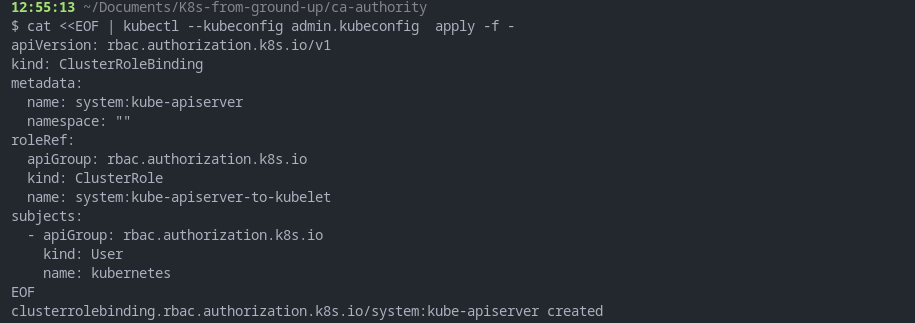 12:55:13 ~/Documents/K8s-from-ground-up/ca-authority
$ cat <<EOF | kubectl --kubeconfig admin.kubeconfig  apply -f -
apiVersion: rbac.authorization.k8s.io/v1
kind: ClusterRoleBinding
metadata:
  name: system:kube-apiserver
  namespace: ""
roleRef:
  apiGroup: rbac.authorization.k8s.io
  kind: ClusterRole
  name: system:kube-apiserver-to-kubelet
subjects:
  - apiGroup: rbac.authorization.k8s.io
    kind: User
    name: kubernetes
EOF
clusterrolebinding.rbac.authorization.k8s.io/system:kube-apiserver created